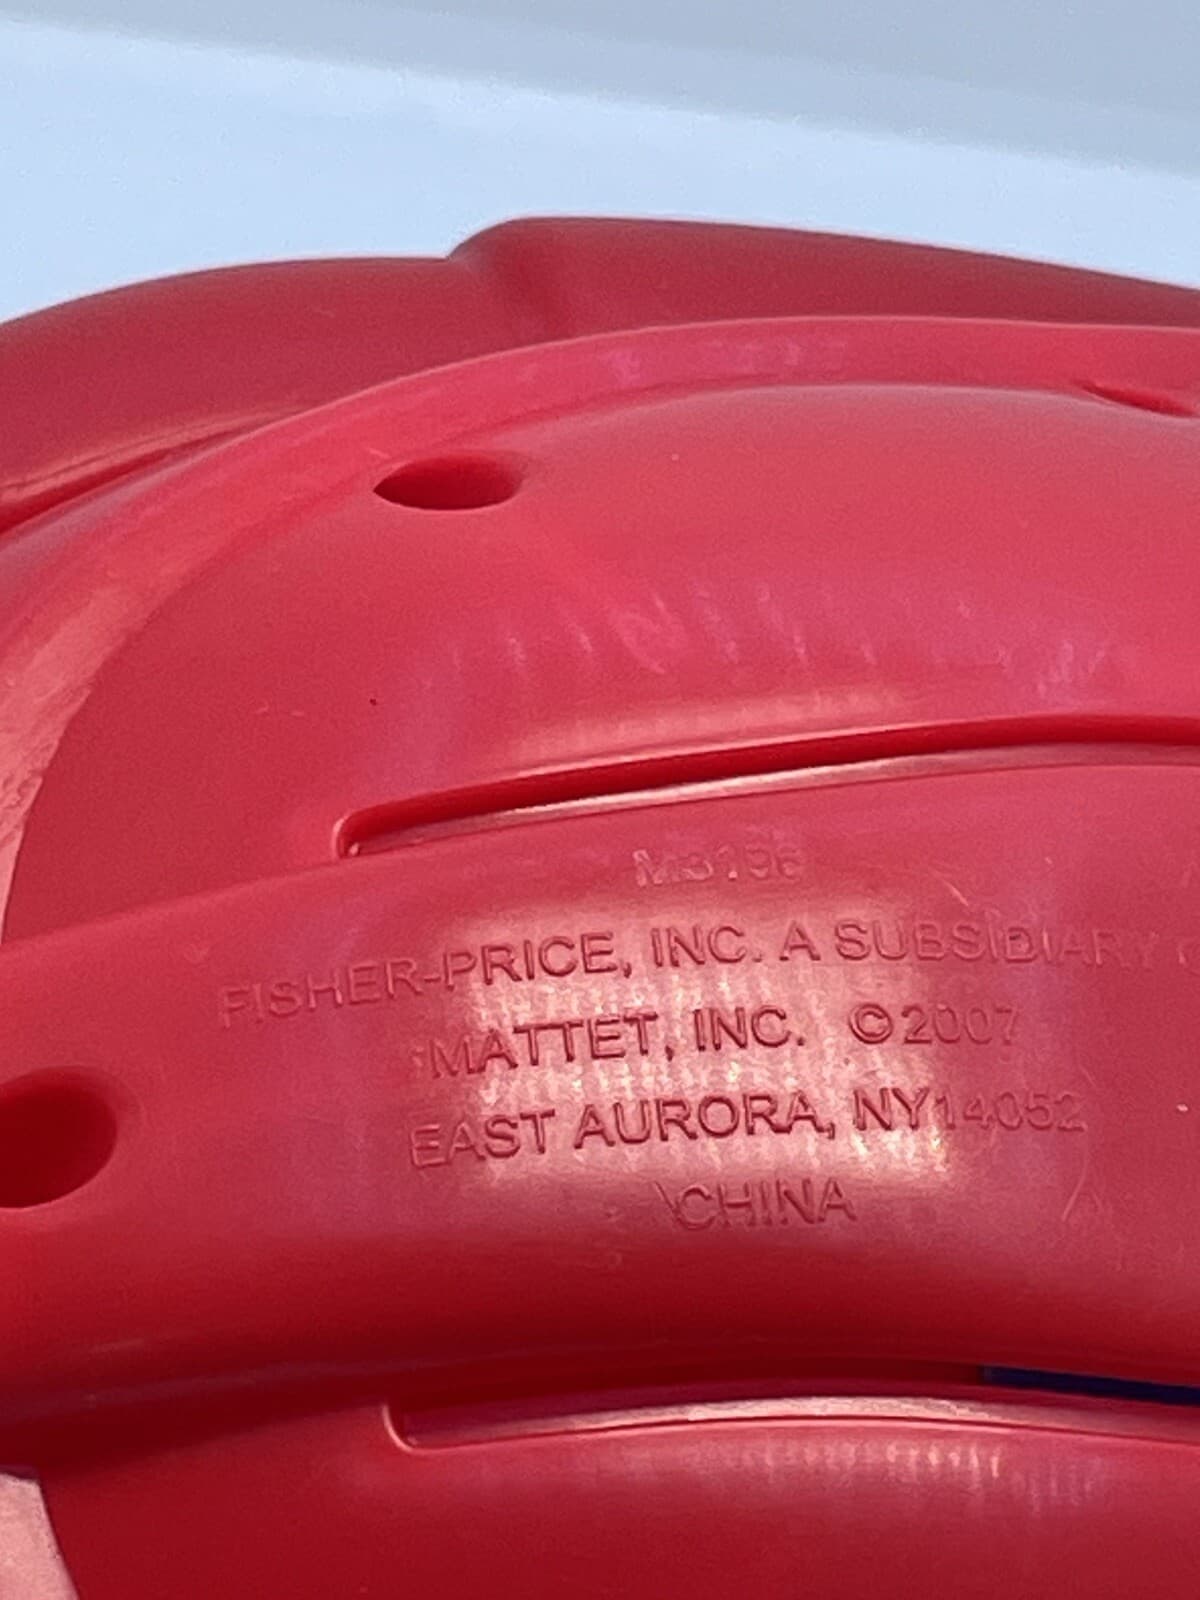 M3196
FISHER-PRICE, INC. A SUBSIDIARY
MATTET, INC. ©2007
EAST AURORA, NY14052
CHINA